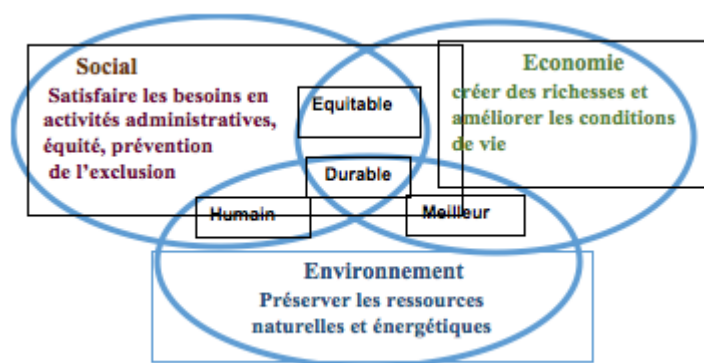 Social
Satisfaire les besoins en
activités administratives,
équité, prévention
de l'exclusion
Economie
créer des richesses et
améliorer les conditions
de vie
Equitable
Durable
Humain
Meilleur
Environnement
Préserver les ressources
naturelles et énergétiques